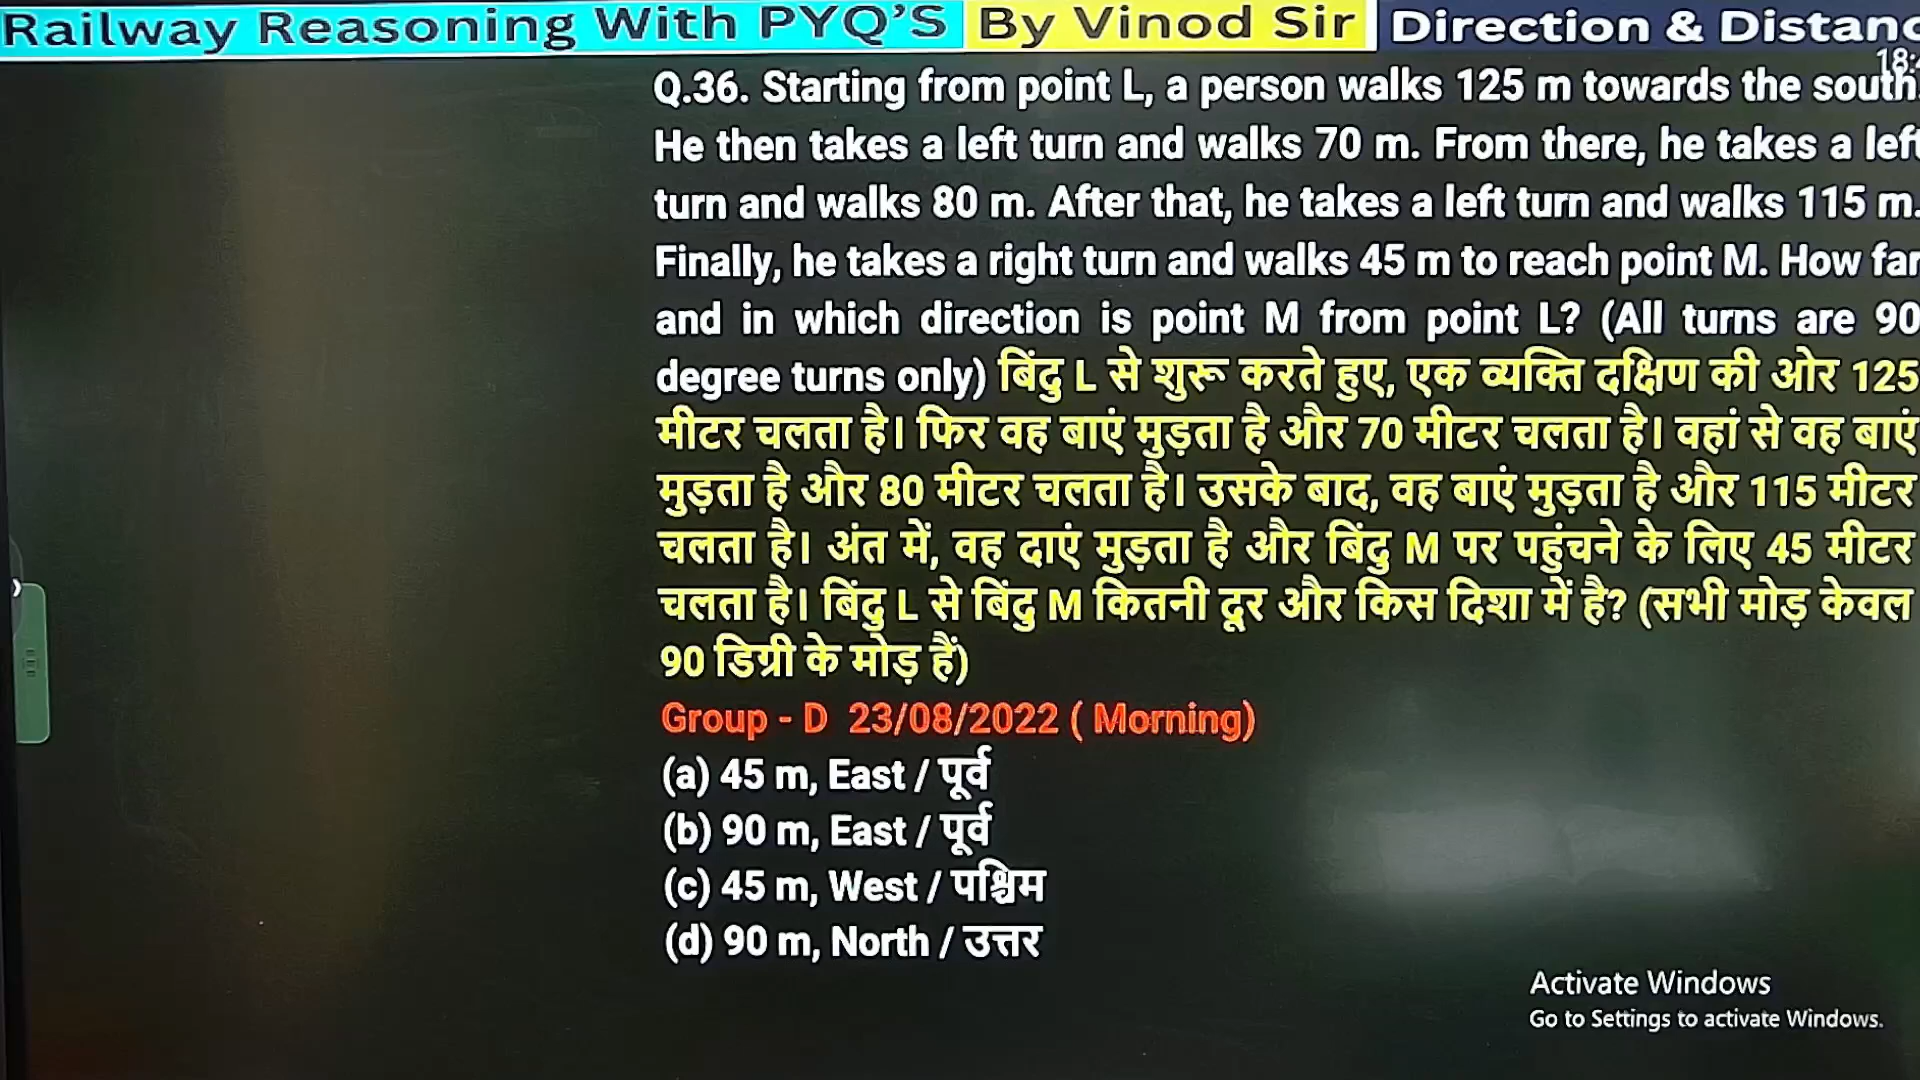 Railway Reasoning With PYQ'S By Vinod Sir Direction & Distanc
18:4
Q.36. Starting from point L, a person walks 125 m towards the south.
He then takes a left turn and walks 70 m. From there, he takes a left
turn and walks 80 m. After that, he takes a left turn and walks 115 m.
Finally, he takes a right turn and walks 45 m to reach point M. How far
and in which direction is point M from point L? (All turns are 90
degree turns only) बिंदु L से शुरू करते हुए, एक व्यक्ति दक्षिण की ओर 125
मीटर चलता है। फिर वह बाएं मुड़ता है और 70 मीटर चलता है। वहां से वह बाएं
मुड़ता है और 80 मीटर चलता है। उसके बाद, वह बाएं मुड़ता है और 115 मीटर
चलता है। अंत में, वह दाएं मुड़ता है और बिंदु M पर पहुंचने के लिए 45 मीटर
चलता है। बिंदु L से बिंदु M कितनी दूर और किस दिशा में है? (सभी मोड़ केवल
90 डिग्री के मोड़ हैं)
Group - D 23/08/2022 ( Morning)
(a) 45 m, East / पूर्व
(b) 90 m, East / पूर्व
(c) 45 m, West / पश्चिम
(d) 90 m, North / उत्तर
Activate Windows
Go to Settings to activate Windows.